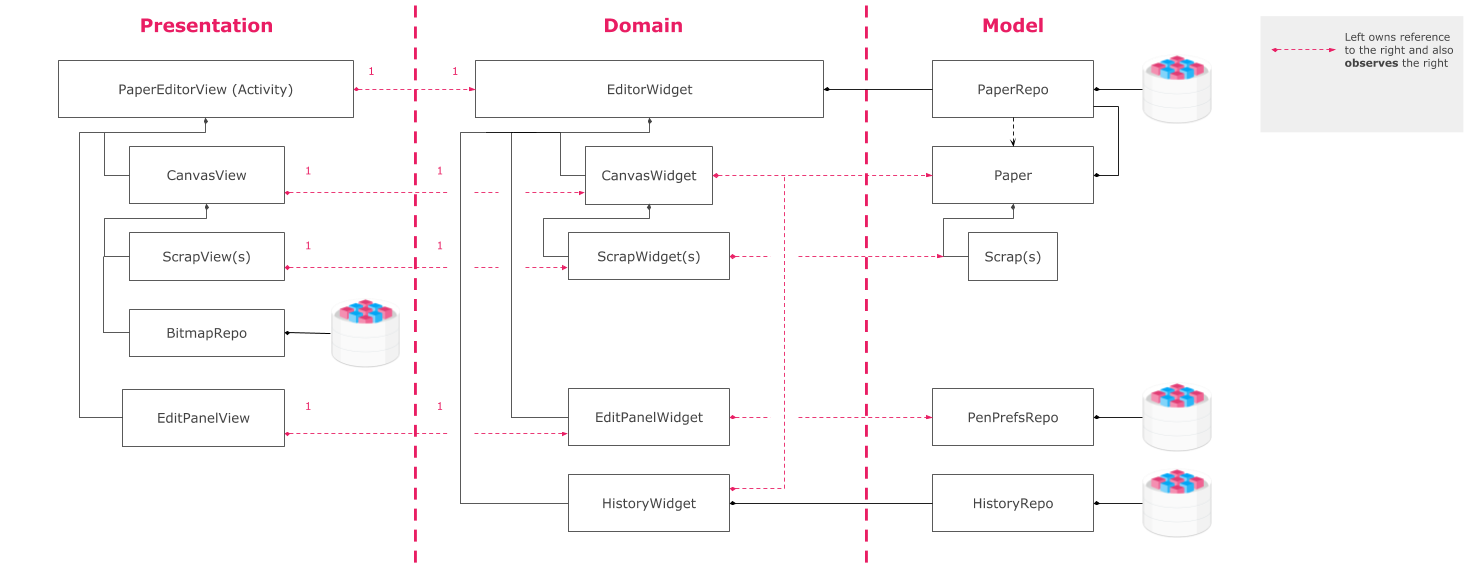 Presentation
Domain
Model
Left owns reference
to the right and also
observes the right
PaperEditorView (Activity)
1
1
EditorWidget
PaperRepo
CanvasView
1
1
CanvasWidget
Paper
ScrapView(s)
1
1
ScrapWidget(s)
Scrap(s)
BitmapRepo
EditPanelView
1
1
EditPanelWidget
PenPrefsRepo
HistoryWidget
HistoryRepo